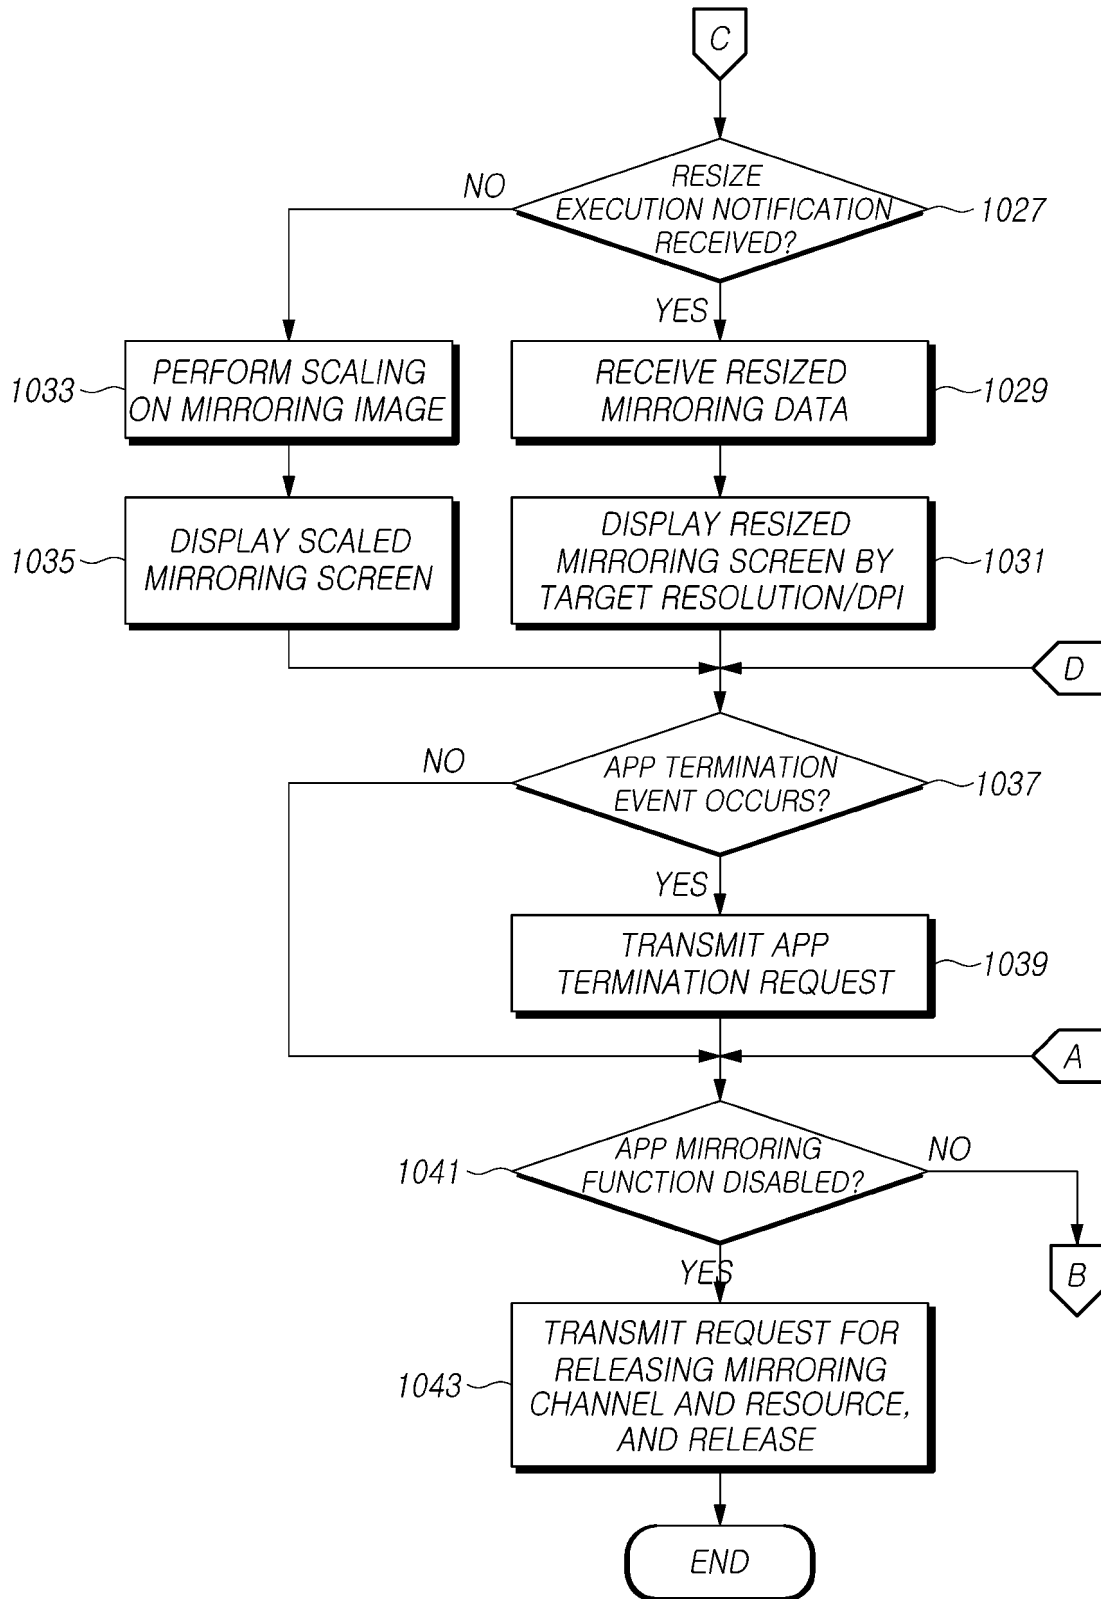 C
RESIZE
EXECUTION NOTIFICATION
RECEIVED?
NO
1027
YES
PERFORM SCALING
ON MIRRORING IMAGE
1033
RECEIVE RESIZED
MIRRORING DATA
1029
DISPLAY SCALED
MIRRORING SCREEN
1035
DISPLAY RESIZED
MIRRORING SCREEN BY
TARGET RESOLUTION/DPI
1031
D
NO
APP TERMINATION
EVENT OCCURS?
1037
YES
TRANSMIT APP
TERMINATION REQUEST
1039
A
1041
APP MIRRORING
FUNCTION DISABLED?
NO
B
YES
1043
TRANSMIT REQUEST FOR
RELEASING MIRRORING
CHANNEL AND RESOURCE,
AND RELEASE
END